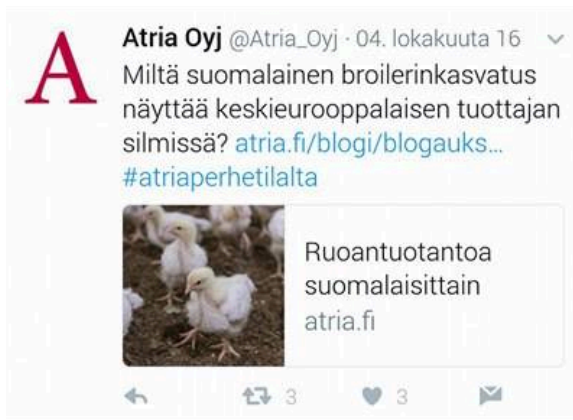 A
Atria Oyj @Atria_Oyj · 04. lokakuuta 16
Miltä suomalainen broilerinkasvatus
näyttää keskieurooppalaisen tuottajan
silmissä? atria.fi/blogi/blogauks...
#atriaperhetilalta
Ruoantuotantoa
suomalaisittain
atria.fi
3 3